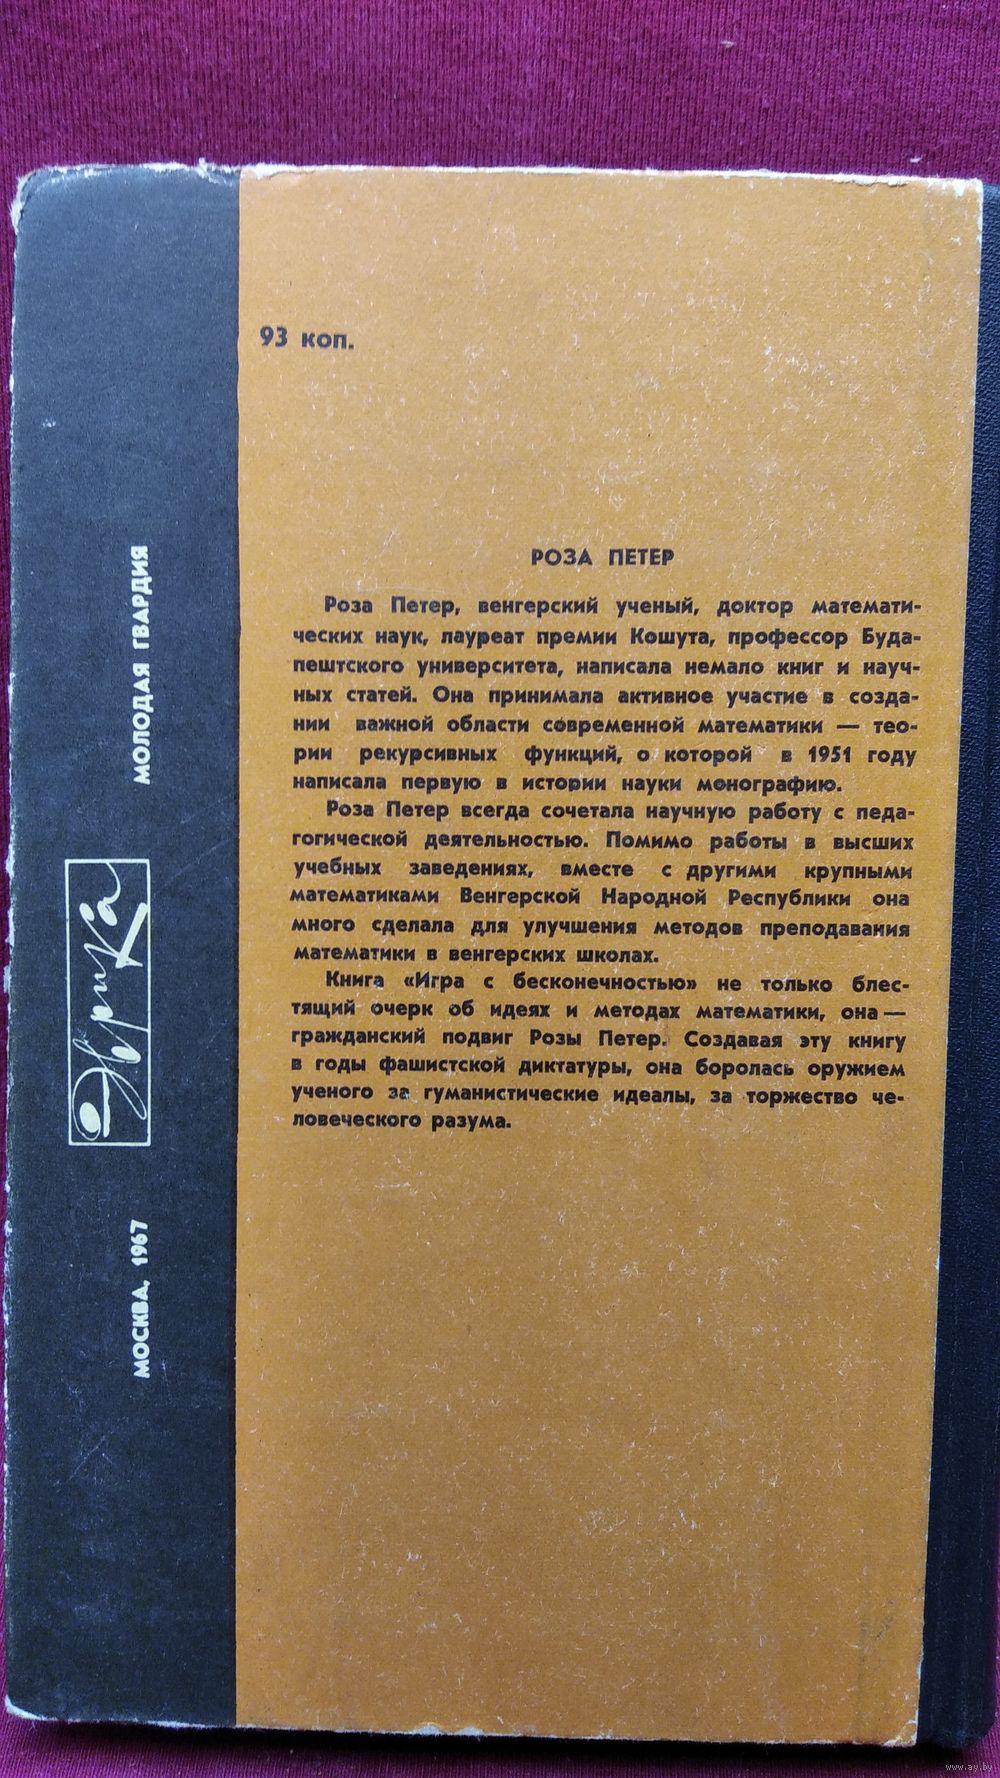 93 коп.
РОЗА ПЕТЕР
Роза Петер, венгерский ученый, доктор математи-
ческих наук, лауреат премии Кошута, профессор Буда-
пештского университета, написала немало книг и науч-
ных статей. Она принимала активное участие в созда-
нии важной области современной математики — тео-
рии рекурсивных функций, о которой в 1951 году
написала первую в истории науки монографию.
Роза Петер всегда сочетала научную работу с педа-
гогической деятельностью. Помимо работы в высших
учебных заведениях, вместе с другими крупными
математиками Венгерской Народной Республики она
много сделала для улучшения методов преподавания
математики в венгерских школах.
Книга «Игра с бесконечностью» не только блес-
тящий очерк об идеях и методах математики, она —
гражданский подвиг Розы Петер. Создавая эту книгу
в годы фашистской диктатуры, она боролась оружием
ученого за гуманистические идеалы, за торжество че-
ловеческого разума.
МОСКВА, 1967
Эврика
МОЛОДАЯ ГВАРДИЯ
www.ay.by